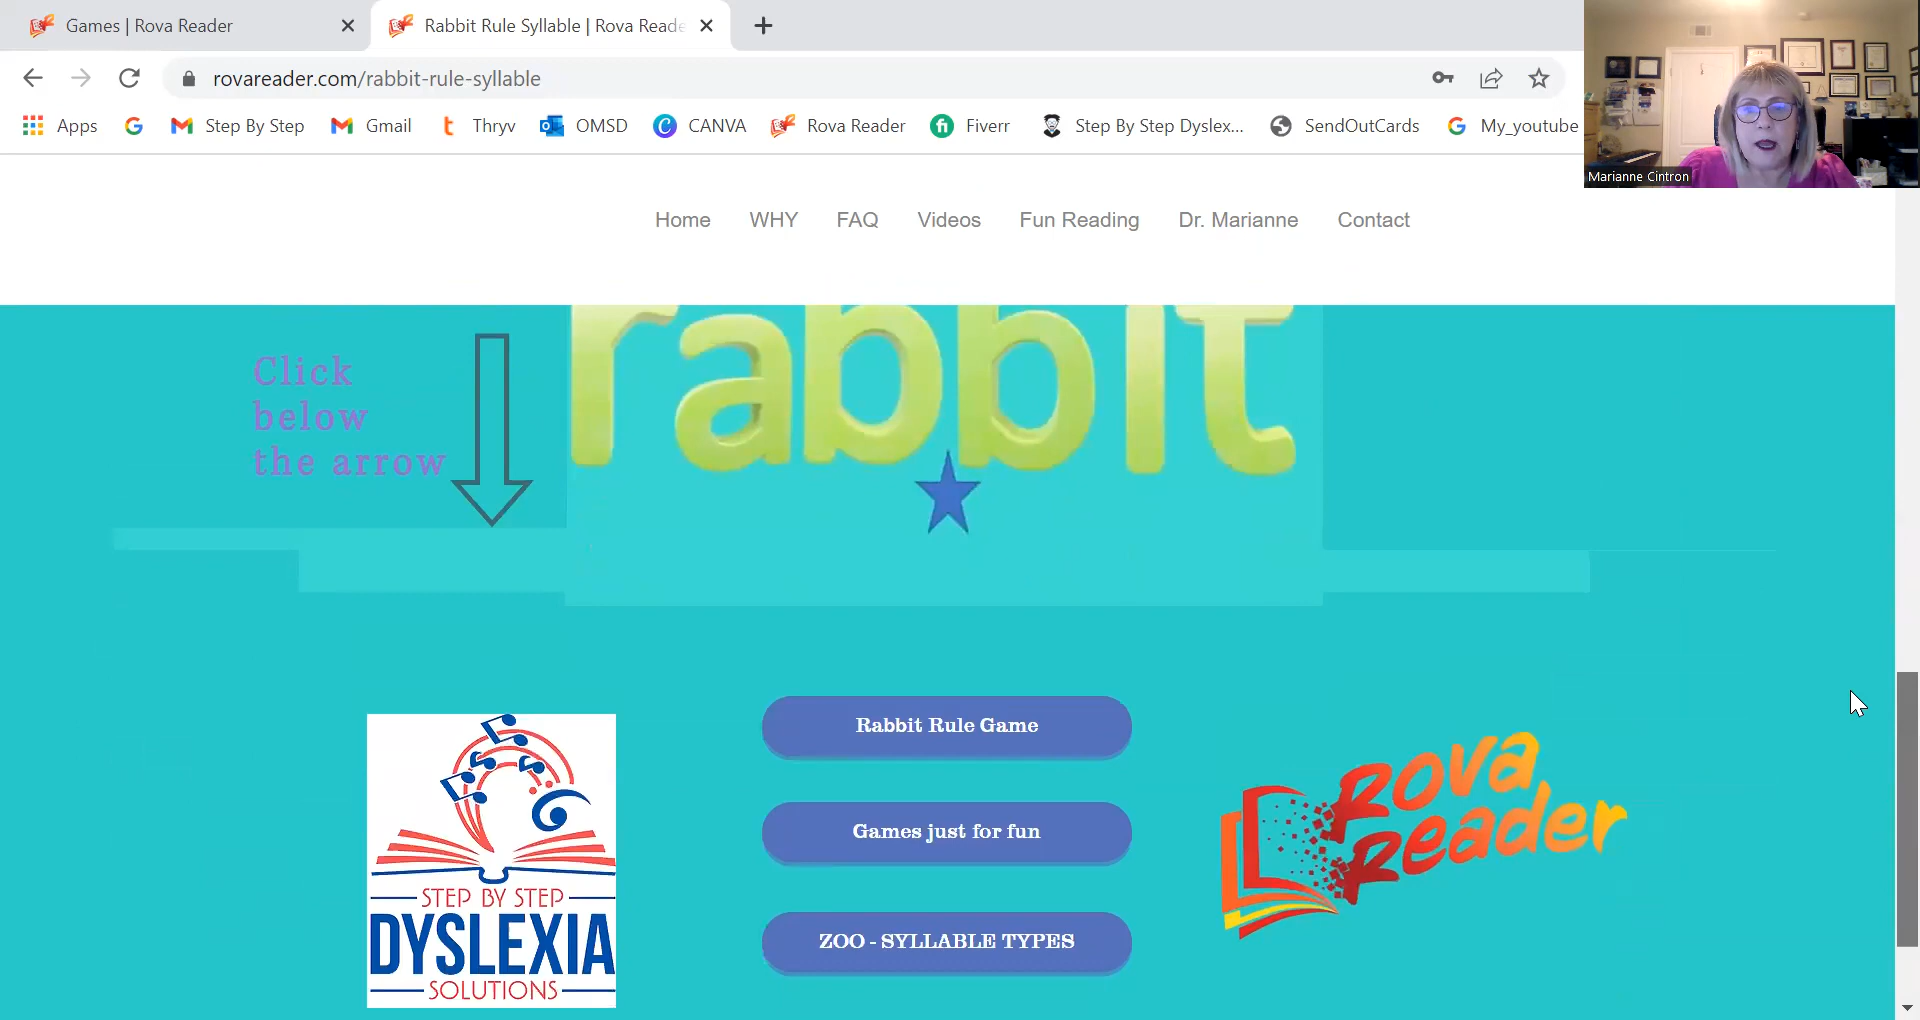 Games | Rova Reader
Rabbit Rule Syllable | Rova Reade
rovareader.com/rabbit-rule-syllable
Apps
Step By Step
Gmail
Thryv
OMSD
CANVA
Rova Reader
Fiverr
Step By Step Dyslex...
SendOutCards
My_youtube
Marianne Cintron
Home
WHY
FAQ
Videos
Fun Reading
Dr. Marianne
Contact
Click
below
the arrow
rabbit
Rabbit Rule Game
Games just for fun
ZOO - SYLLABLE TYPES
STEP BY STEP
DYSLEXIA
SOLUTIONS
Rova
Reader